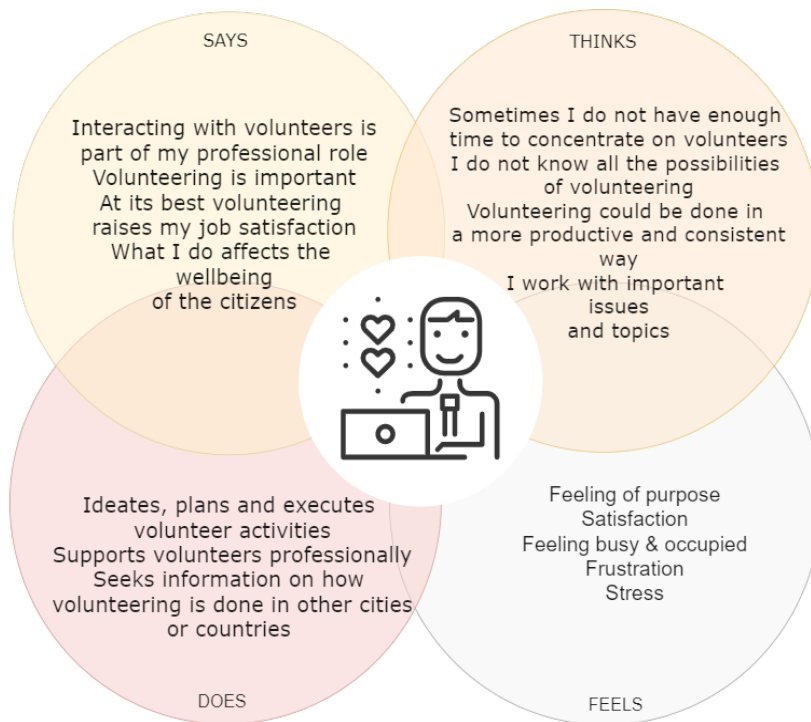 SAYS
Interacting with volunteers is
part of my professional role
Volunteering is important
At its best volunteering
raises my job satisfaction
What I do affects the
wellbeing
of the citizens
THINKS
Sometimes I do not have enough
time to concentrate on volunteers
I do not know all the possibilities
of volunteering
Volunteering could be done in
a more productive and consistent
way
I work with important
issues
and topics
Ideates, plans and executes
volunteer activities
Supports volunteers professionally
Seeks information on how
volunteering is done in other cities
or countries
DOES
Feeling of purpose
Satisfaction
Feeling busy & occupied
Frustration
Stress
FEELS